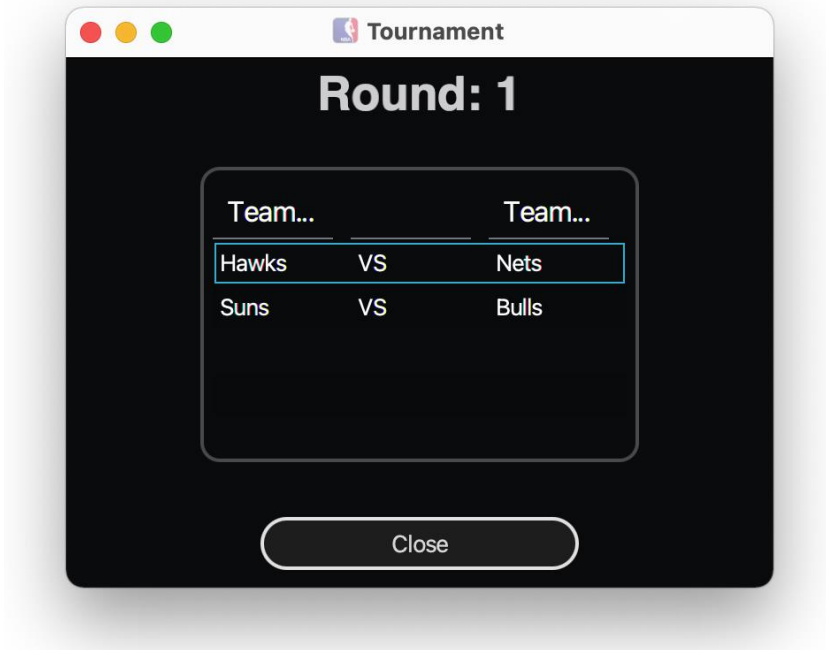 Tournament
Round: 1
Team... Team...
Hawks VS Nets
Suns VS Bulls
Close